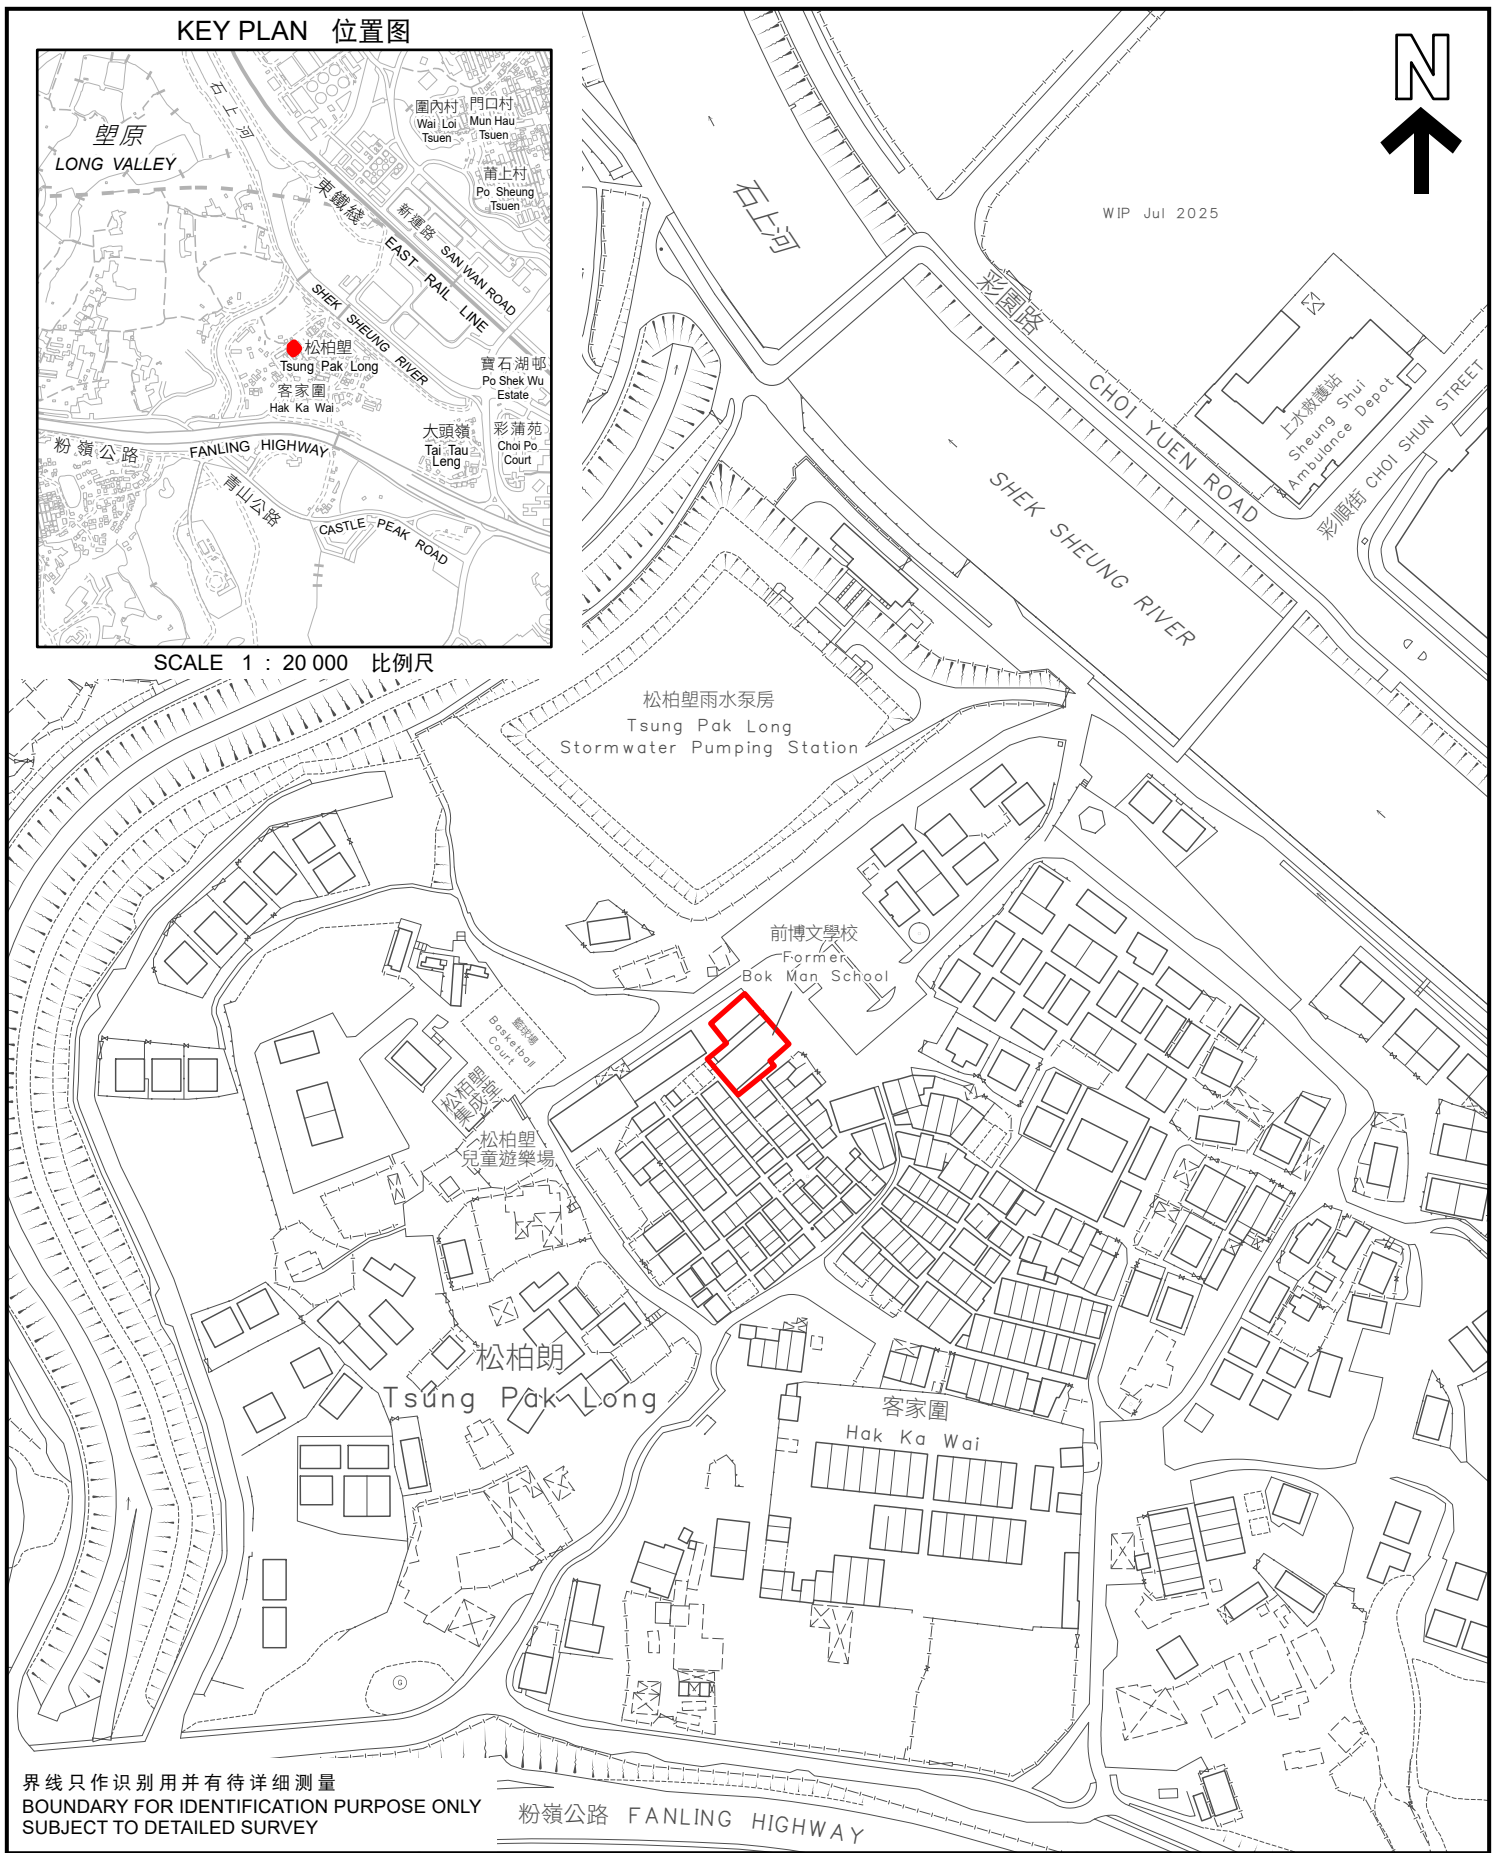 KEY PLAN 位置图
塱原
LONG VALLEY
石上河
圍內村
Wai Loi
Tsuen
門口村
Mun Hau
Tsuen
莆上村
Po Sheung
Tsuen
東鐵綫
EAST RAIL LINE
新運路 SAN WAN ROAD
SHEK SHEUNG RIVER
松柏塱
Tsung Pak Long
客家圍
Hak Ka Wai
寶石湖邨
Po Shek Wu
Estate
大頭嶺
Tai Tau
Leng
彩蒲苑
Choi Po
Court
粉嶺公路
FANLING HIGHWAY
青山公路
CASTLE PEAK ROAD
SCALE 1 : 20 000 比例尺
N
WIP Jul 2025
石上河
SHEK SHEUNG RIVER
彩園路
CHOI YUEN ROAD
上水救護站
Sheung Shui
Ambulance Depot
彩順街 CHOI SHUN STREET
松柏塱雨水泵房
Tsung Pak Long
Stormwater Pumping Station
前博文學校
Former
Bok Man School
籃球場
Basketball
Court
松柏塱
集成堂
松柏塱
兒童遊樂場
松柏朗
Tsung Pak Long
客家圍
Hak Ka Wai
G
粉嶺公路 FANLING HIGHWAY
界线只作识别用并有待详细测量
BOUNDARY FOR IDENTIFICATION PURPOSE ONLY
SUBJECT TO DETAILED SURVEY